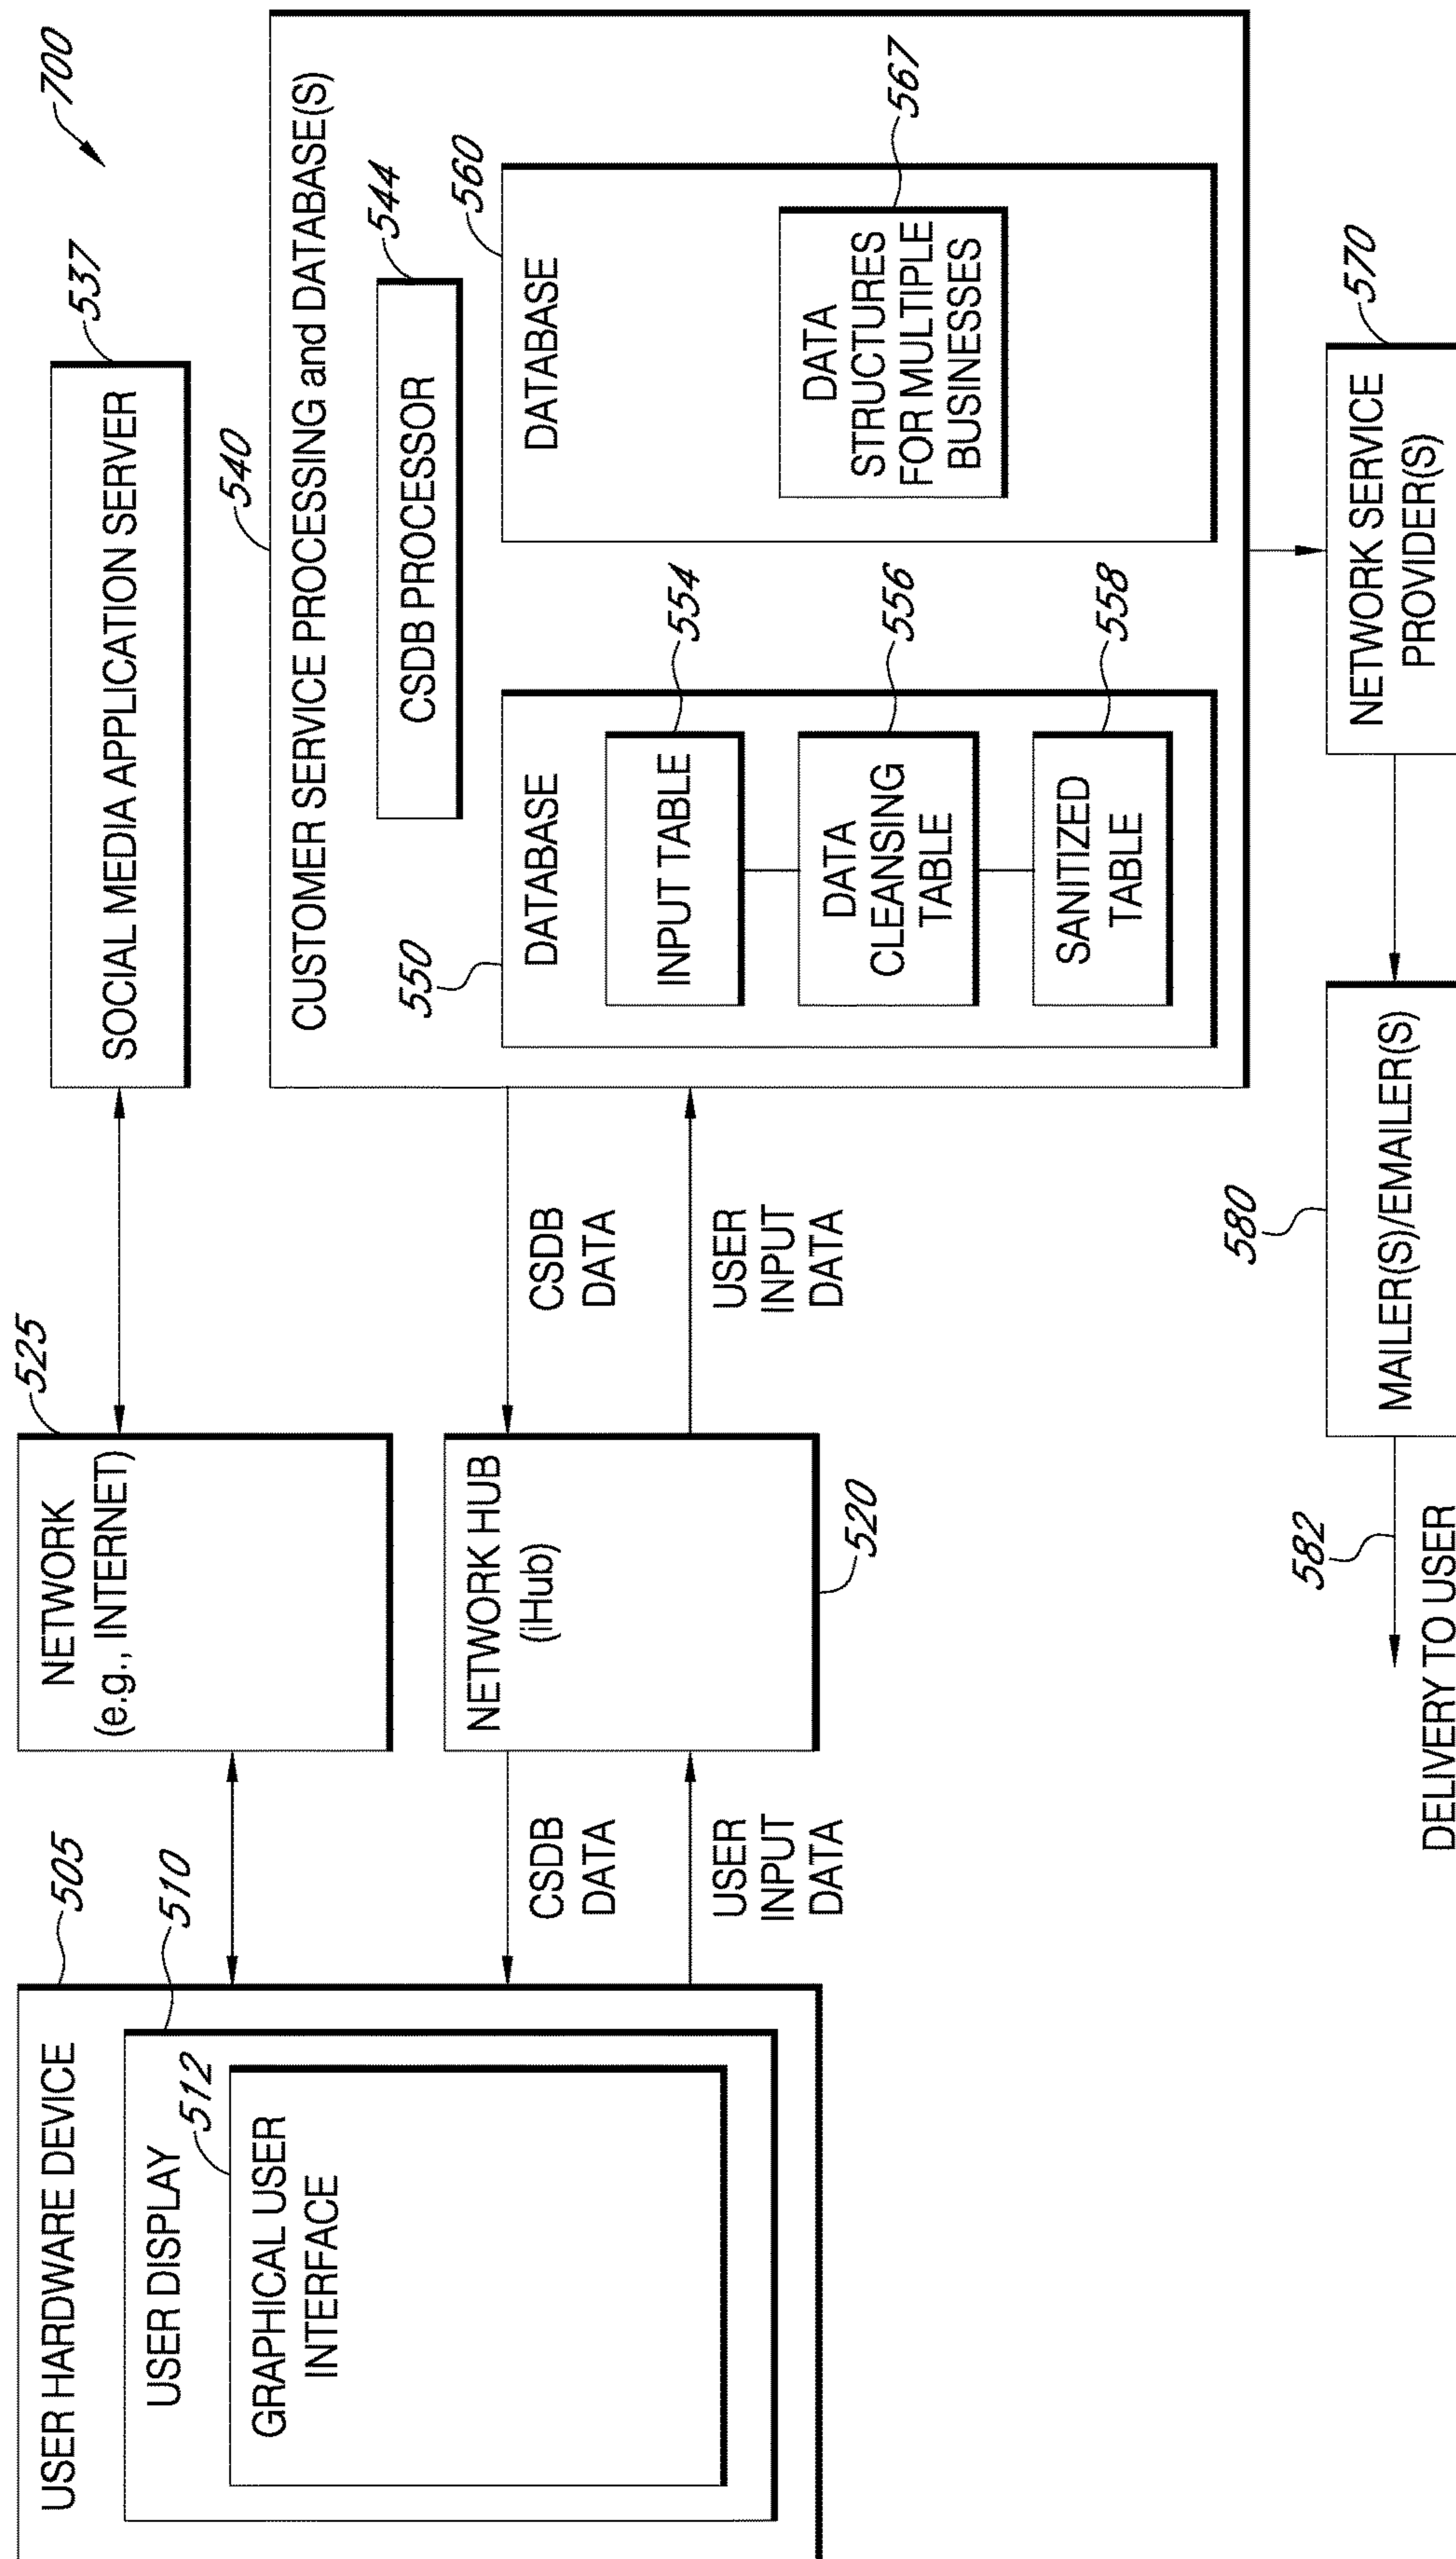 700
USER HARDWARE DEVICE
505
USER DISPLAY
510
512
GRAPHICAL USER
INTERFACE
NETWORK
(e.g., INTERNET)
525
SOCIAL MEDIA APPLICATION SERVER
537
CSDB
DATA
USER
INPUT
DATA
NETWORK HUB
(iHub)
520
CSDB
DATA
USER
INPUT
DATA
540
CUSTOMER SERVICE PROCESSING and DATABASE(S)
CSDB PROCESSOR
544
550
DATABASE
INPUT TABLE
554
DATA
CLEANSING
TABLE
556
SANITIZED
TABLE
558
DATABASE
560
DATA
STRUCTURES
FOR MULTIPLE
BUSINESSES
567
NETWORK SERVICE
PROVIDER(S)
570
580
MAILER(S)/EMAILER(S)
582
DELIVERY TO USER